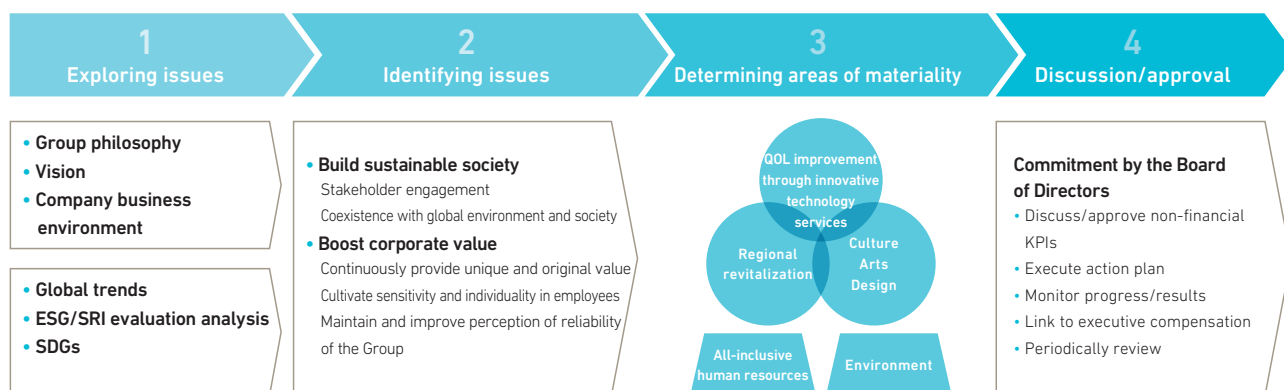 1
Exploring issues
2
Identifying issues
3
Determining areas of materiality
4
Discussion/approval
• Group philosophy
• Vision
• Company business
environment
• Global trends
• ESG/SRI evaluation analysis
• SDGs
• Build sustainable society
Stakeholder engagement
Coexistence with global environment and society
• Boost corporate value
Continuously provide unique and original value
Cultivate sensitivity and individuality in employees
Maintain and improve perception of reliability
of the Group
QOL improvement
through innovative
technology
services
Regional
revitalization
Culture
Arts
Design
All-inclusive
human resources
Environment
Commitment by the Board
of Directors
• Discuss/approve non-financial
KPIs
• Execute action plan
• Monitor progress/results
• Link to executive compensation
• Periodically review